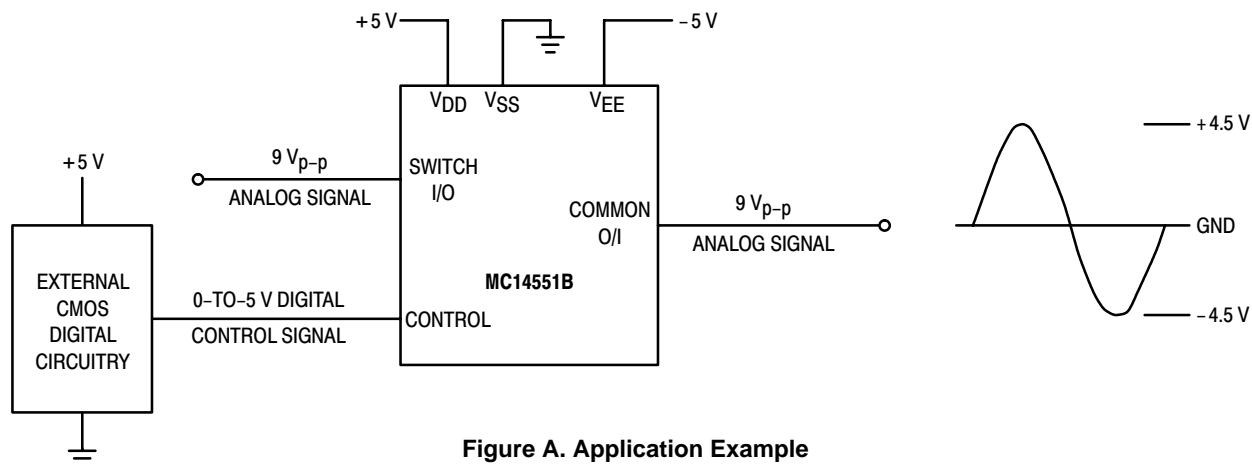 +5 V
−5 V
VDD
VSS
VEE
+5 V
9 Vp–p
ANALOG SIGNAL
SWITCH
I/O
COMMON
O/I
9 Vp–p
ANALOG SIGNAL
+4.5 V
GND
−4.5 V
EXTERNAL
CMOS
DIGITAL
CIRCUITRY
0–TO–5 V DIGITAL
CONTROL SIGNAL
CONTROL
MC14551B
Figure A. Application Example